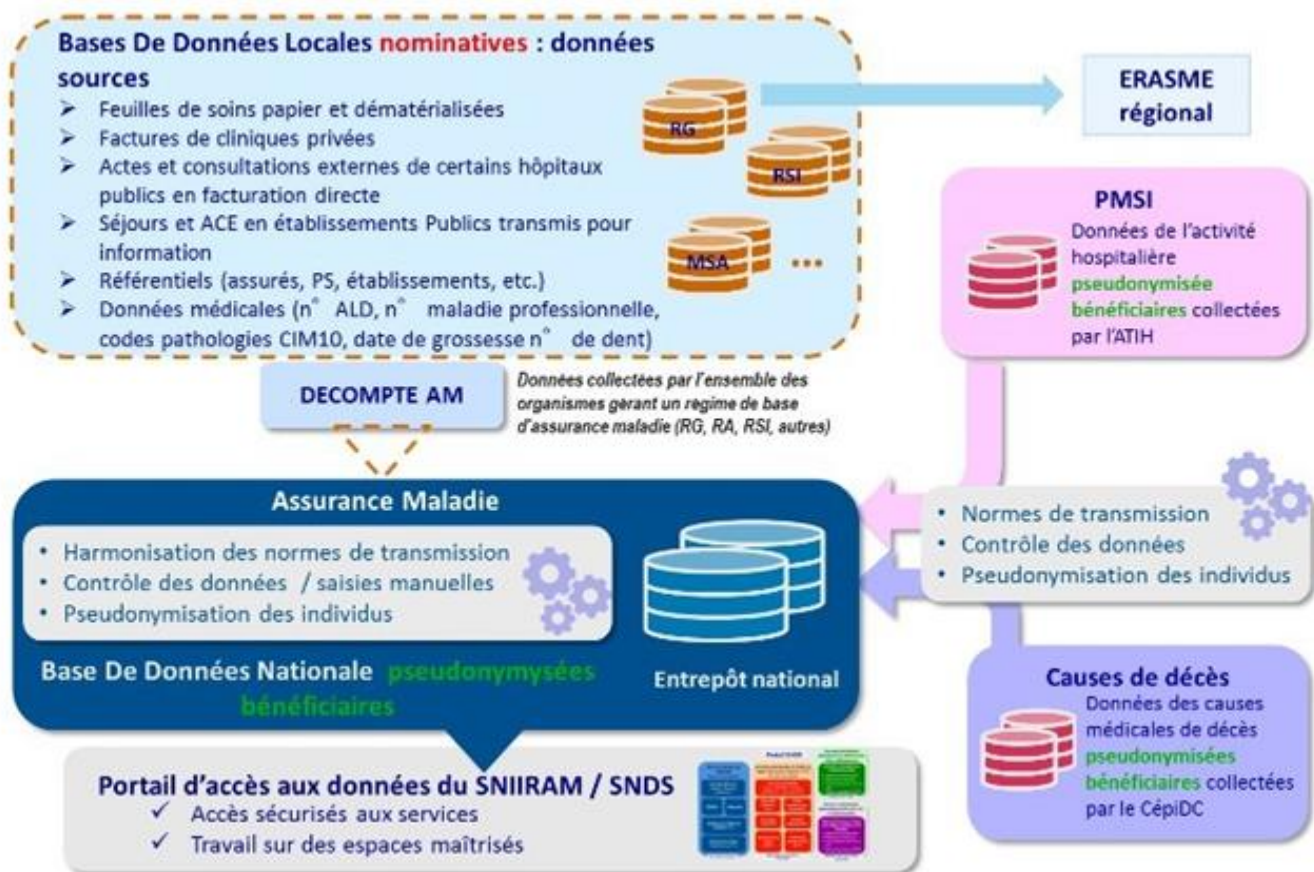 Bases De Données Locales nominatives : données
sources
➢ Feuilles de soins papier et dématérialisées
➢ Factures de cliniques privées
➢ Actes et consultations externes de certains hôpitaux
publics en facturation directe
➢ Séjours et ACE en établissements Publics transmis pour
information
➢ Référentiels (assurés, PS, établissements, etc.)
➢ Données médicales (n° ALD, n° maladie professionnelle,
codes pathologies CIM10, date de grossesse n° de dent)
RG
RSI
MSA
...
ERASME
régional
PMSI
Données de l'activité
hospitalière
pseudonymisée
bénéficiaires collectées
par l'ATIH
DECOMPTE AM
Données collectées par l'ensemble des
organismes gérant un regime de base
d'assurance maladie (RG, RA, RSI, autres)
Assurance Maladie
• Harmonisation des normes de transmission
• Contrôle des données / saisies manuelles
• Pseudonymisation des individus
Base De Données Nationale pseudonymysées
bénéficiaires
Entrepôt national
• Normes de transmission
• Contrôle des données
• Pseudonymisation des individus
Causes de décès
Données des causes
médicales de décès
pseudonymisées
bénéficiaires collectées
par le CépiDC
Portail d'accès aux données du SNIIRAM / SNDS
✓ Accès sécurisés aux services
✓ Travail sur des espaces maîtrisés